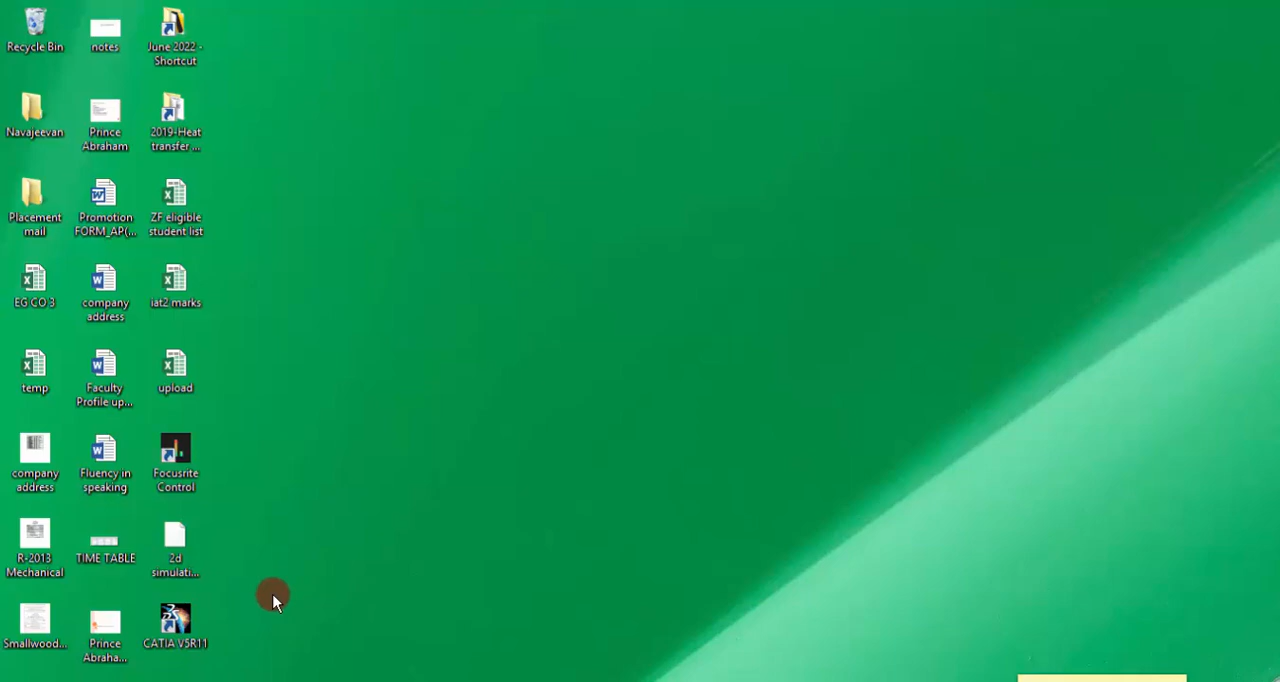 Recycle Bin
notes
June 2022 -
Shortcut
Navajeevan
Prince
Abraham
2019-Heat
transfer ...
Placement
mail
Promotion
FORM_AP(...
ZF eligible
student list
EG CO 3
company
address
iat2 marks
temp
Faculty
Profile up...
upload
company
address
Fluency in
speaking
Focusrite
Control
R-2013
Mechanical
TIME TABLE
2d
simulati...
Smallwood...
Prince
Abraha...
CATIA V5R11